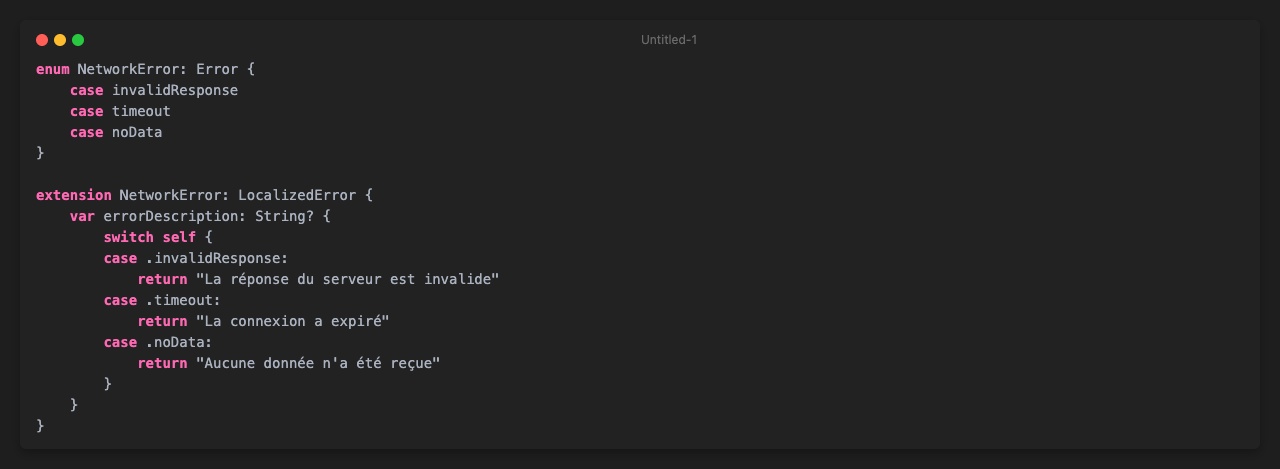 Untitled-1
enum NetworkError: Error {
    case invalidResponse
    case timeout
    case noData
}

extension NetworkError: LocalizedError {
    var errorDescription: String? {
        switch self {
        case .invalidResponse:
            return "La réponse du serveur est invalide"
        case .timeout:
            return "La connexion a expiré"
        case .noData:
            return "Aucune donnée n'a été reçue"
        }
    }
}